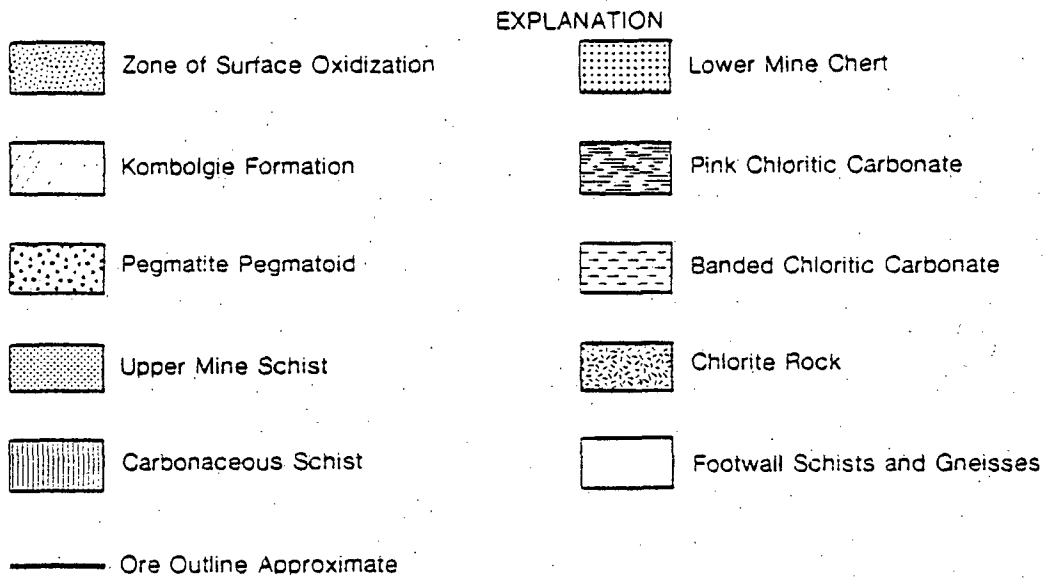 EXPLANATION
Zone of Surface Oxidization
Kombolgie Formation
Pegmatite Pegmatoid
Upper Mine Schist
Carbonaceous Schist
Ore Outline Approximate
Lower Mine Chert
Pink Chloritic Carbonate
Banded Chloritic Carbonate
Chlorite Rock
Footwall Schists and Gneisses